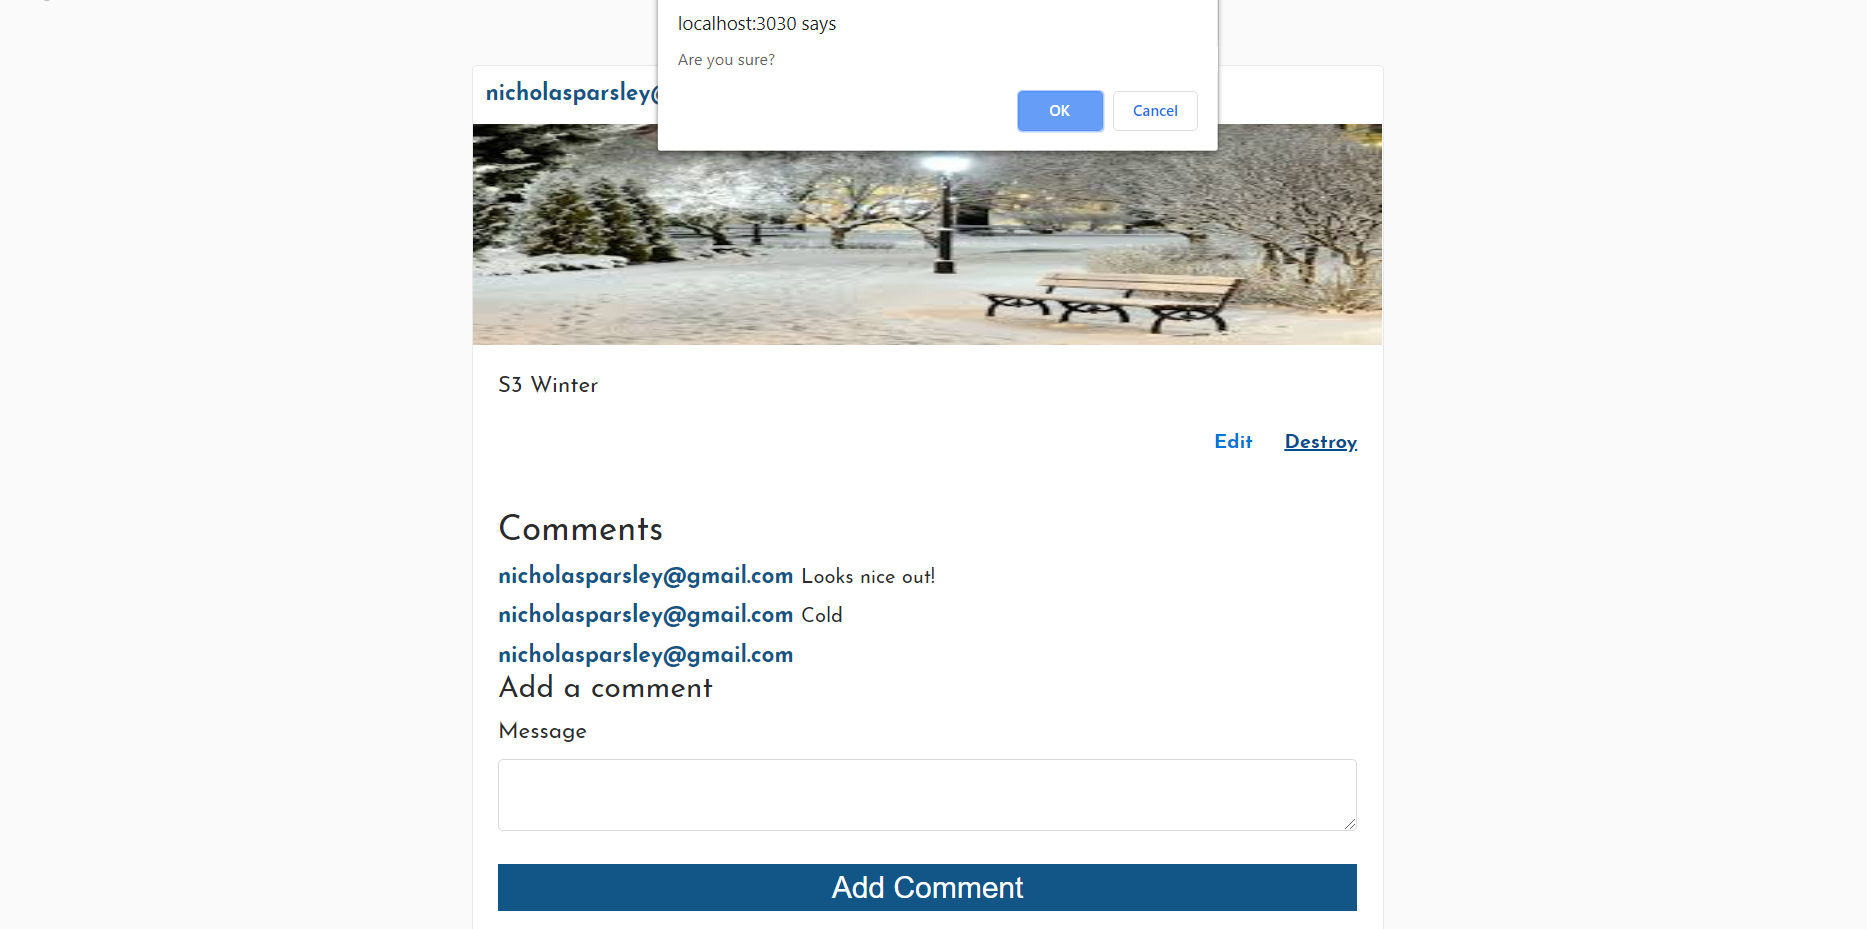 localhost:3030 says
Are you sure?
OK Cancel
nicholasparsley@
S3 Winter
Edit Destroy
Comments
nicholasparsley@gmail.com Looks nice out!
nicholasparsley@gmail.com Cold
nicholasparsley@gmail.com
Add a comment
Message
Add Comment